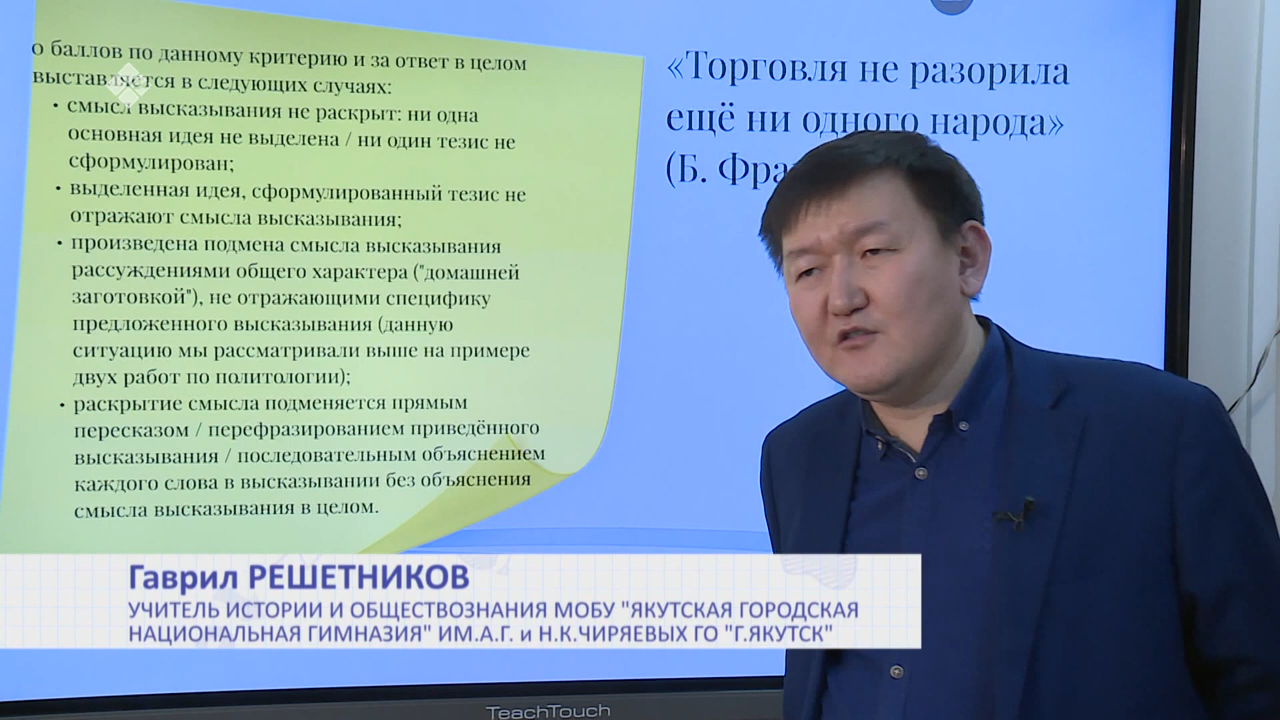 0 баллов по данному критерию и за ответ в целом
выставляется в следующих случаях:
• смысл высказывания не раскрыт: ни одна
основная идея не выделена / ни один тезис не
сформулирован;
• выделенная идея, сформулированный тезис не
отражают смысла высказывания;
• произведена подмена смысла высказывания
рассуждениями общего характера ("домашней
заготовкой"), не отражающими специфику
предложенного высказывания (данную
ситуацию мы рассматривали выше на примере
двух работ по политологии);
• раскрытие смысла подменяется прямым
пересказом / перефразированием приведённого
высказывания / последовательным объяснением
каждого слова в высказывании без объяснения
смысла высказывания в целом.
«Торговля не разорила
ещё ни одного народа»
(Б. Фра
Гаврил РЕШЕТНИКОВ
УЧИТЕЛЬ ИСТОРИИ И ОБЩЕСТВОЗНАНИЯ МОБУ "ЯКУТСКАЯ ГОРОДСКАЯ
НАЦИОНАЛЬНАЯ ГИМНАЗИЯ" ИМ.А.Г. и Н.К.ЧИРЯЕВЫХ ГО "Г.ЯКУТСК"
TeachTouch